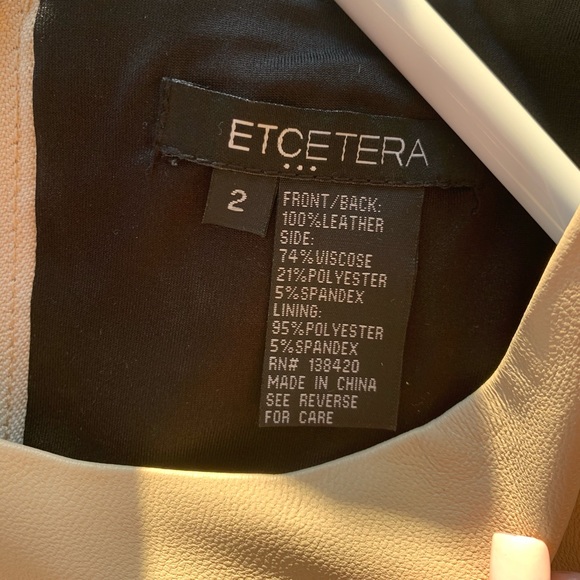 ETCETERA
2
FRONT/BACK:
100%LEATHER
SIDE:
74%VISCOSE
21%POLYESTER
5%SPANDEX
LINING:
95%POLYESTER
5%SPANDEX
RN# 138420
MADE IN CHINA
SEE REVERSE
FOR CARE